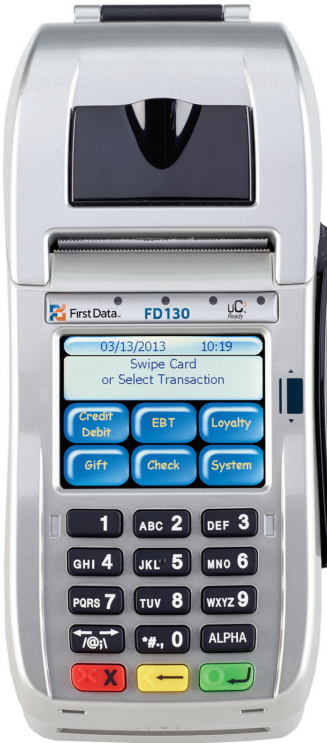 First Data. FD130 uC Ready
03/13/2013 10:19
Swipe Card
or Select Transaction
Credit Debit EBT Loyalty
Gift Check System
1 ABC 2 DEF 3
GHI 4 JKL 5 MNO 6
PQRS 7 TUV 8 WXYZ 9
/@;\ *#., 0 ALPHA
X